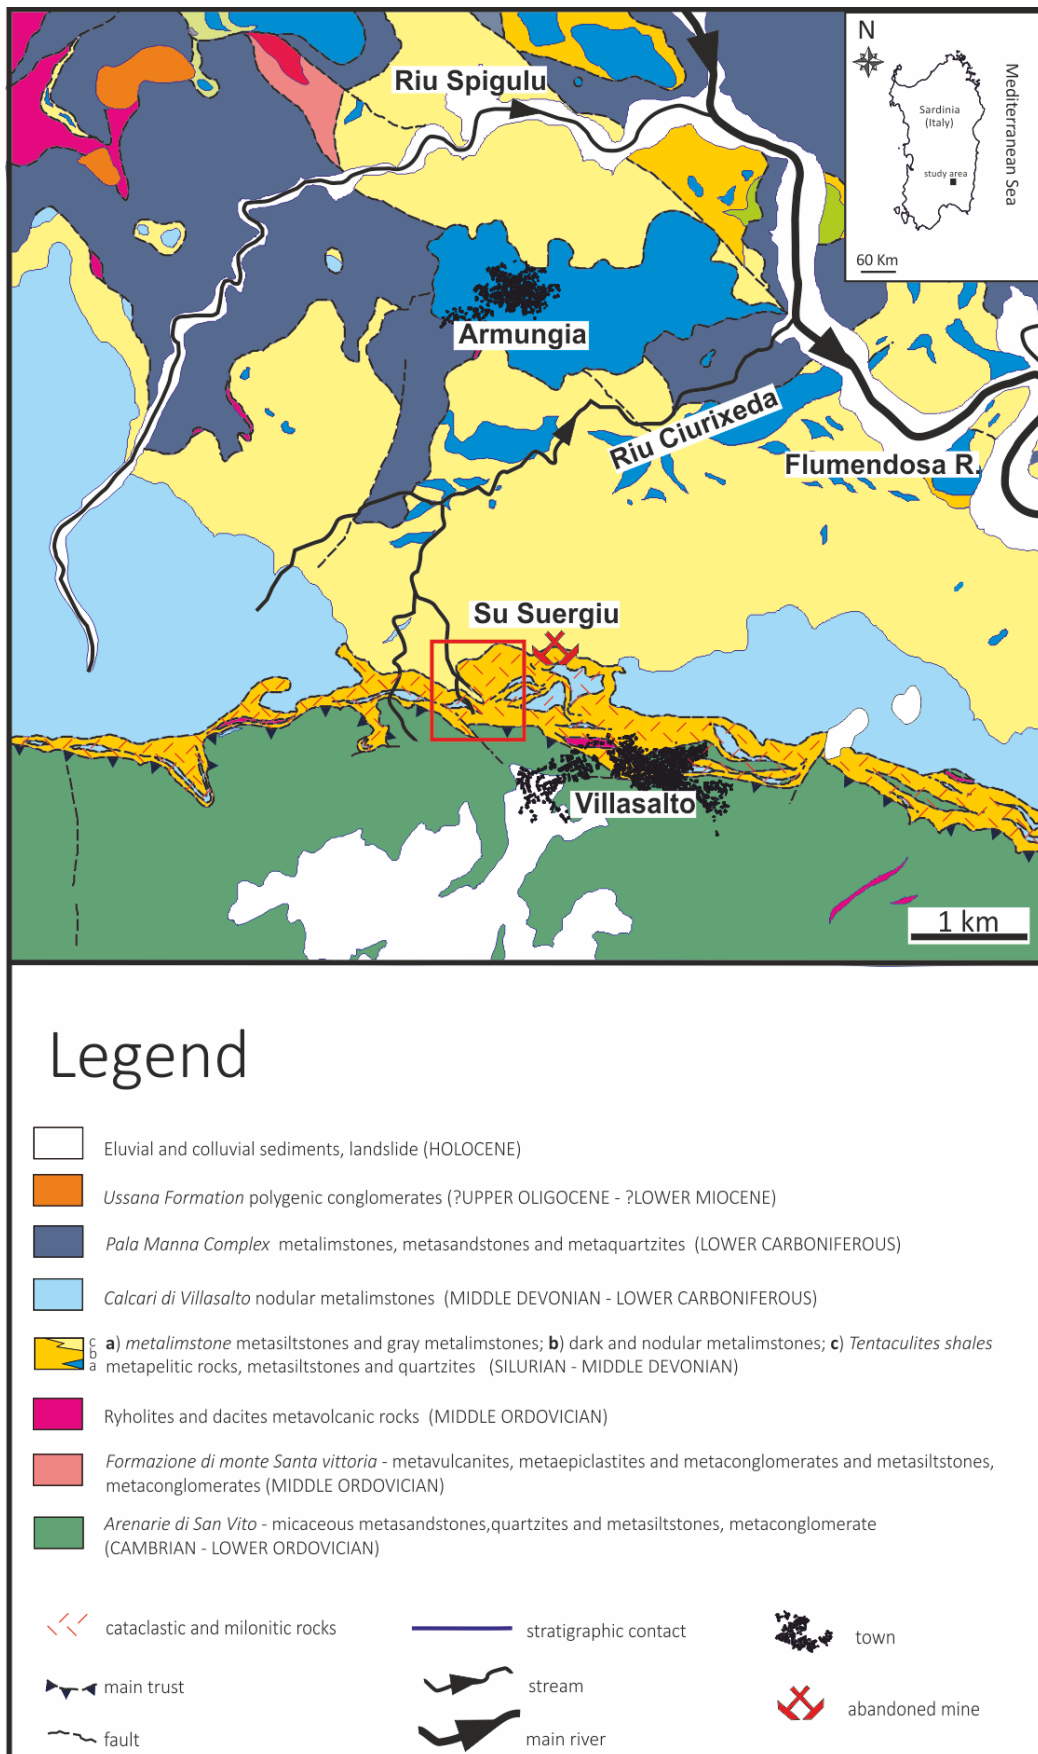 N
Riu Spigulu
Sardinia
(Italy)
Mediterranean Sea
study area
60 Km
Armungia
Riu Ciurixeda
Flumendosa R.
Su Suergiu
Villasalto
1 km
Legend
Eluvial and colluvial sediments, landslide (HOLOCENE)
Ussana Formation polygenic conglomerates (?UPPER OLIGOCENE - ?LOWER MIOCENE)
Pala Manna Complex metalimstones, metasandstones and metaquartzites (LOWER CARBONIFEROUS)
Calcari di Villasalto nodular metalimstones (MIDDLE DEVONIAN - LOWER CARBONIFEROUS)
c
b
a
a) metalimstone metasiltstones and gray metalimstones; b) dark and nodular metalimstones; c) Tentaculites shales
metapelitic rocks, metasiltstones and quartzites (SILURIAN - MIDDLE DEVONIAN)
Ryholites and dacites metavolcanic rocks (MIDDLE ORDOVICIAN)
Formazione di monte Santa vittoria - metavulcanites, metaepiclastites and metaconglomerates and metasiltstones,
metaconglomerates (MIDDLE ORDOVICIAN)
Arenarie di San Vito - micaceous metasandstones,quartzites and metasiltstones, metaconglomerate
(CAMBRIAN - LOWER ORDOVICIAN)
cataclastic and milonitic rocks
stratigraphic contact
town
main trust
stream
abandoned mine
fault
main river